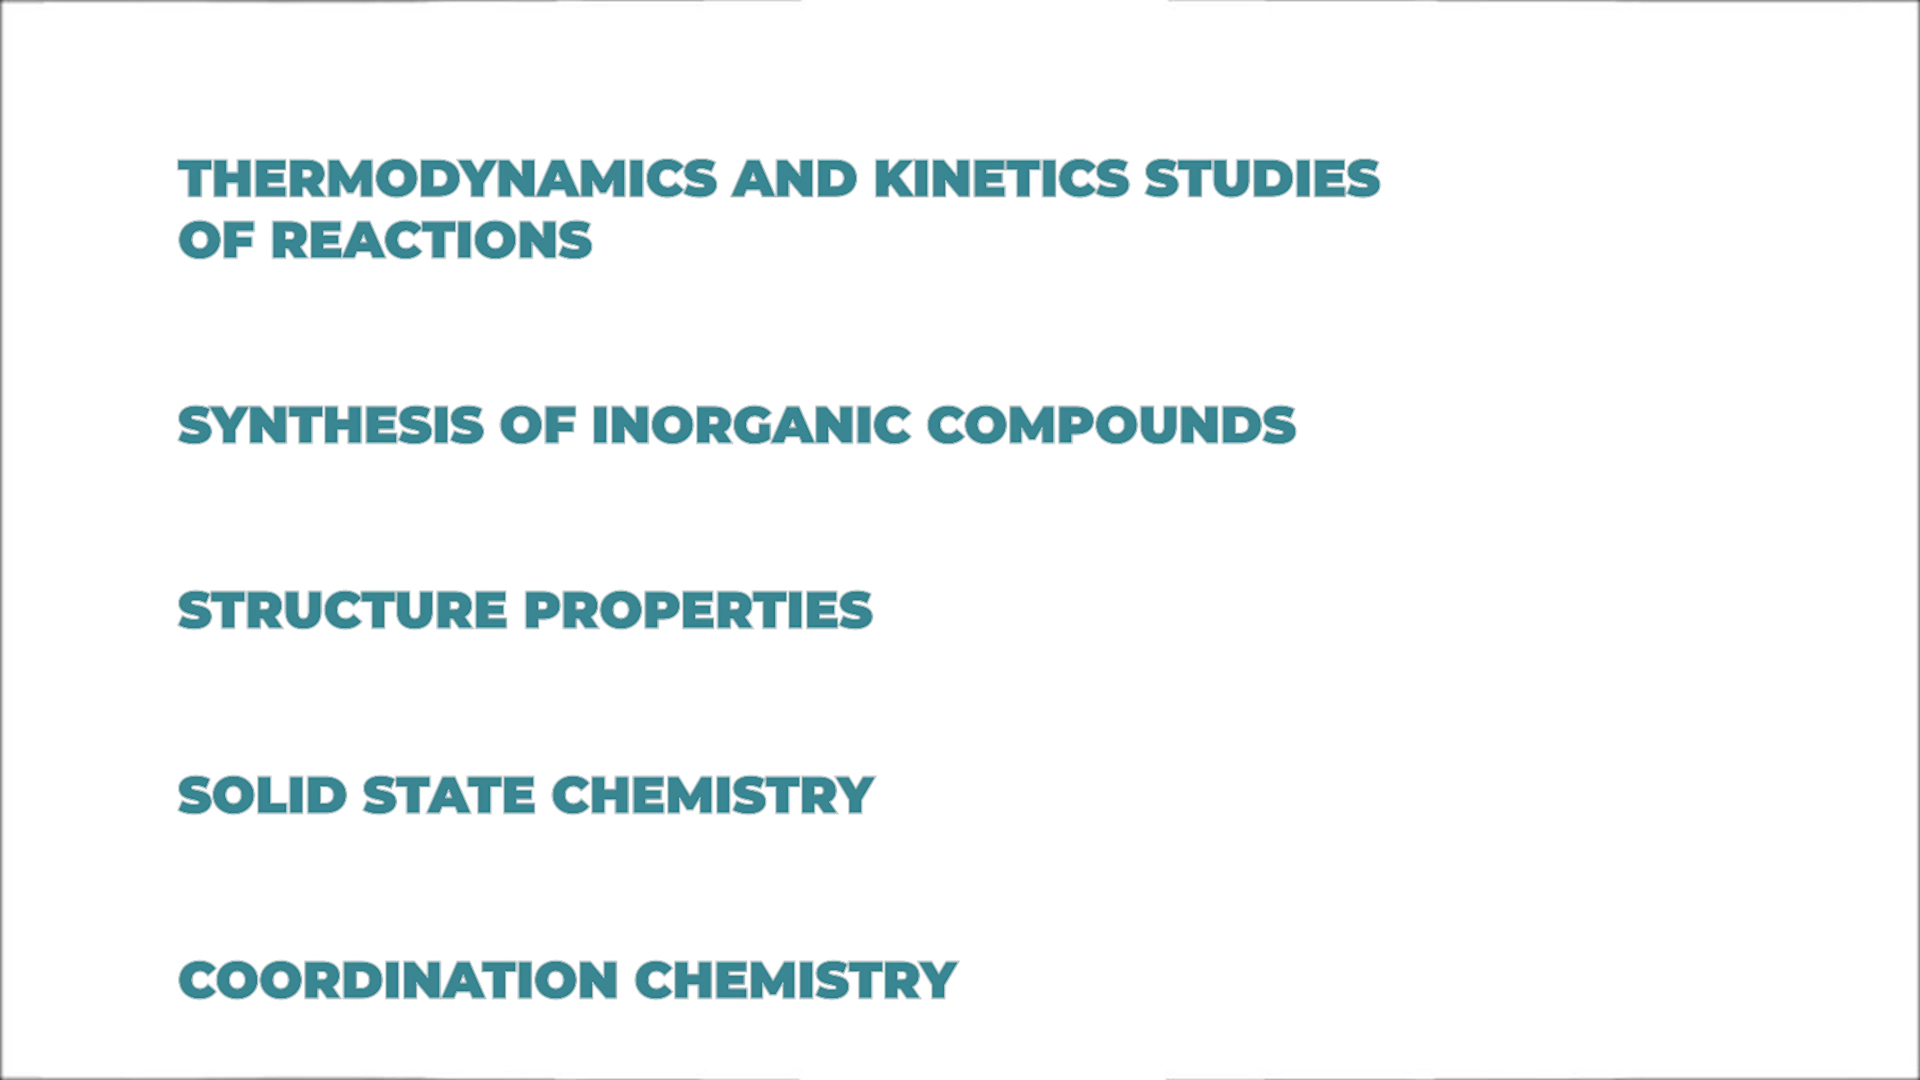 THERMODYNAMICS AND KINETICS STUDIES
OF REACTIONS
SYNTHESIS OF INORGANIC COMPOUNDS
STRUCTURE PROPERTIES
SOLID STATE CHEMISTRY
COORDINATION CHEMISTRY